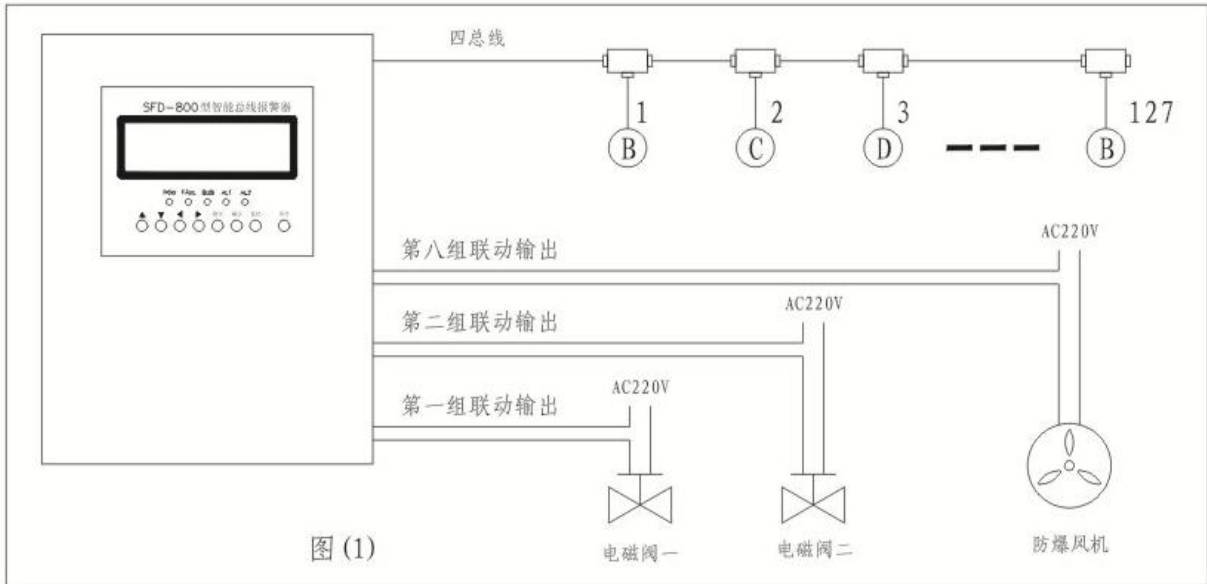 四总线
SFD-800型智能总线报警器
1
2
3
127
B
C
D
B
AC220V
第八组联动输出
AC220V
第二组联动输出
AC220V
第一组联动输出
图(1)
电磁阀一
电磁阀二
防爆风机